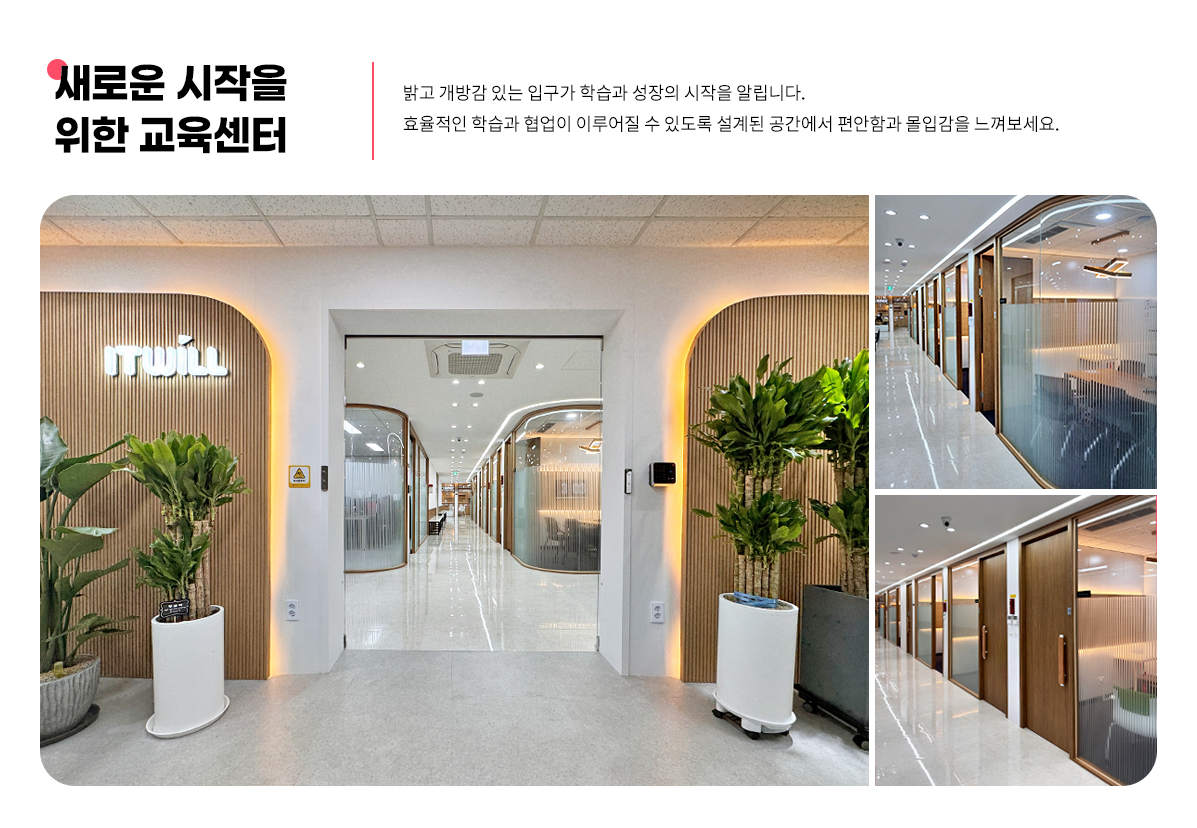 새로운 시작을
위한 교육센터
밝고 개방감 있는 입구가 학습과 성장의 시작을 알립니다.
효율적인 학습과 협업이 이루어질 수 있도록 설계된 공간에서 편안함과 몰입감을 느껴보세요.
ITWILL